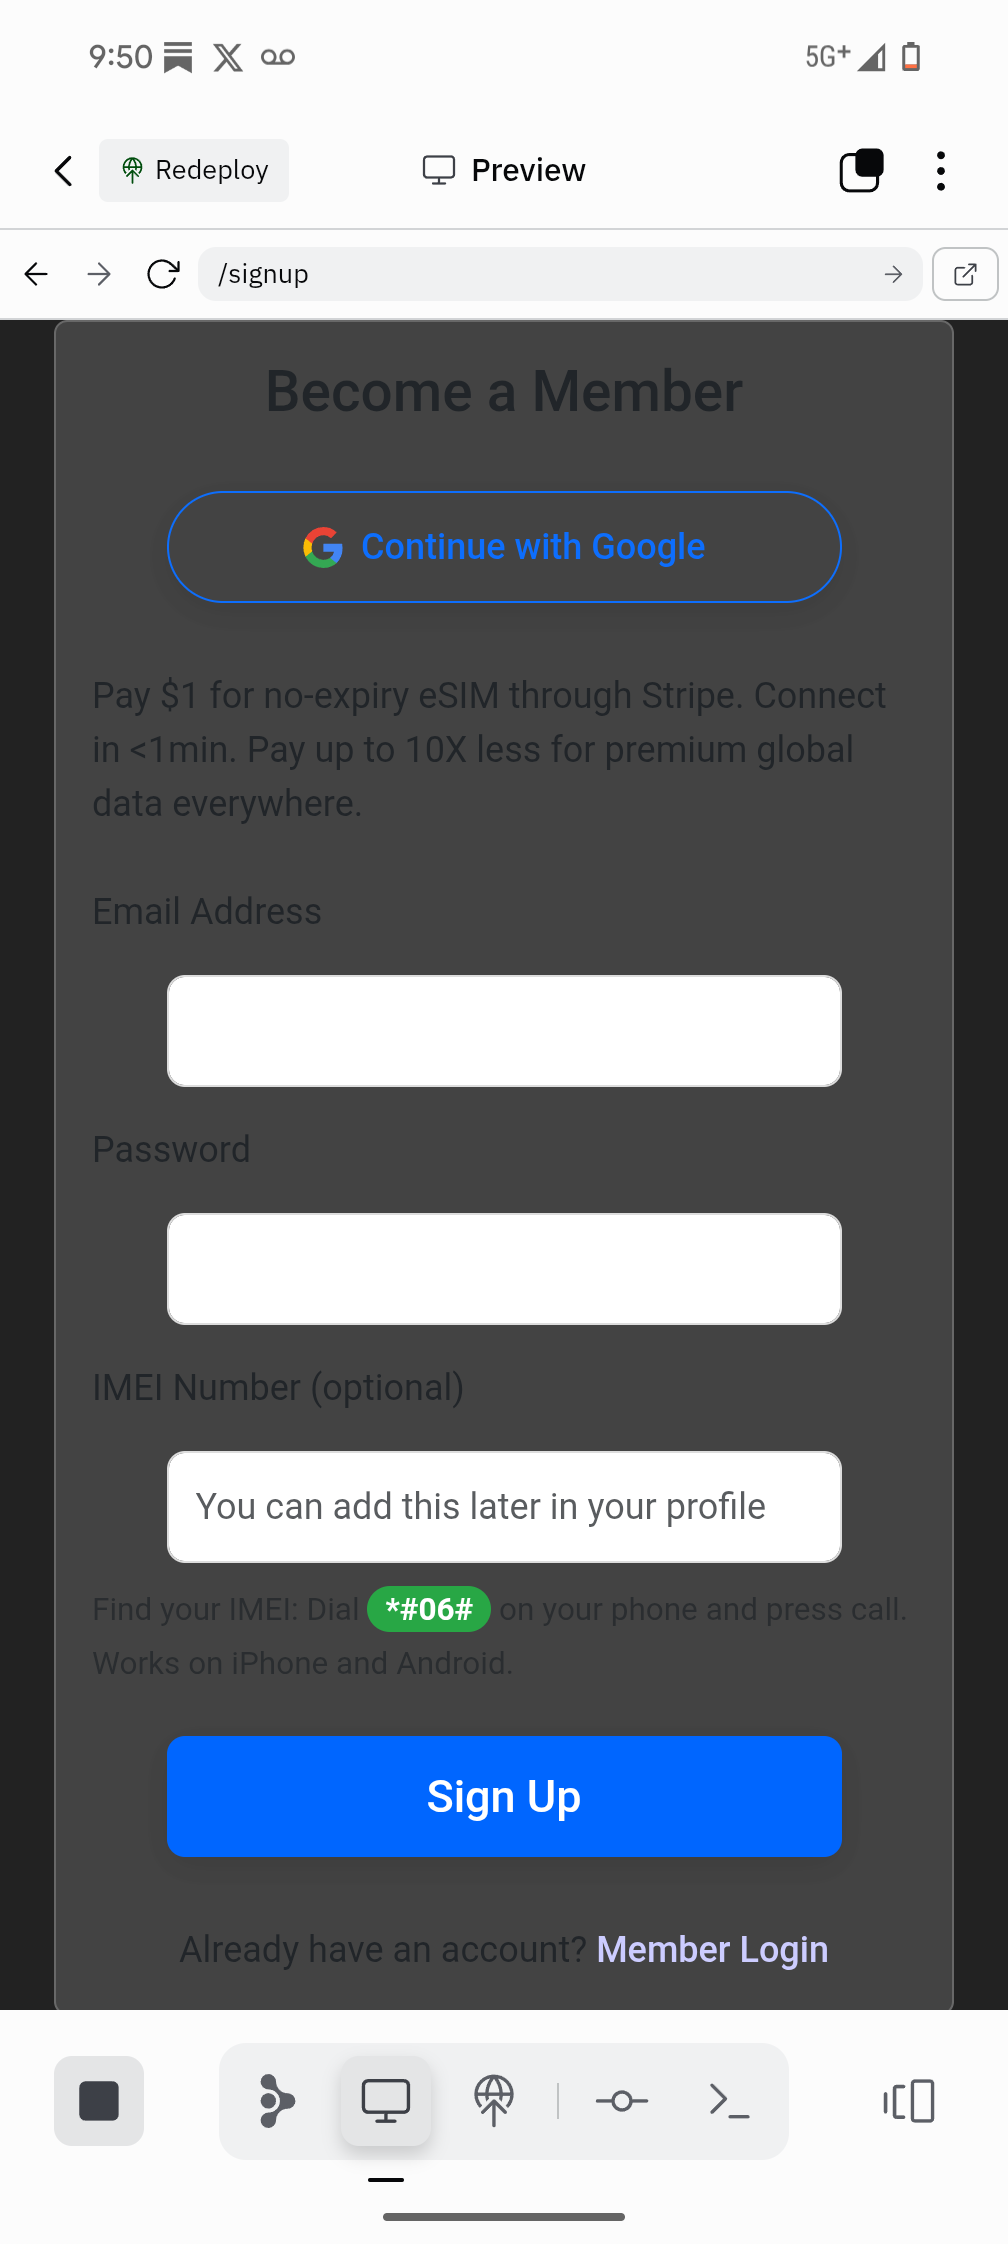 9:50
5G+
Redeploy
Preview
/signup
Become a Member
Continue with Google
Pay $1 for no-expiry eSIM through Stripe. Connect
in <1min. Pay up to 10X less for premium global
data everywhere.
Email Address
Password
IMEI Number (optional)
You can add this later in your profile
Find your IMEI: Dial *#06# on your phone and press call.
Works on iPhone and Android.
Sign Up
Already have an account? Member Login